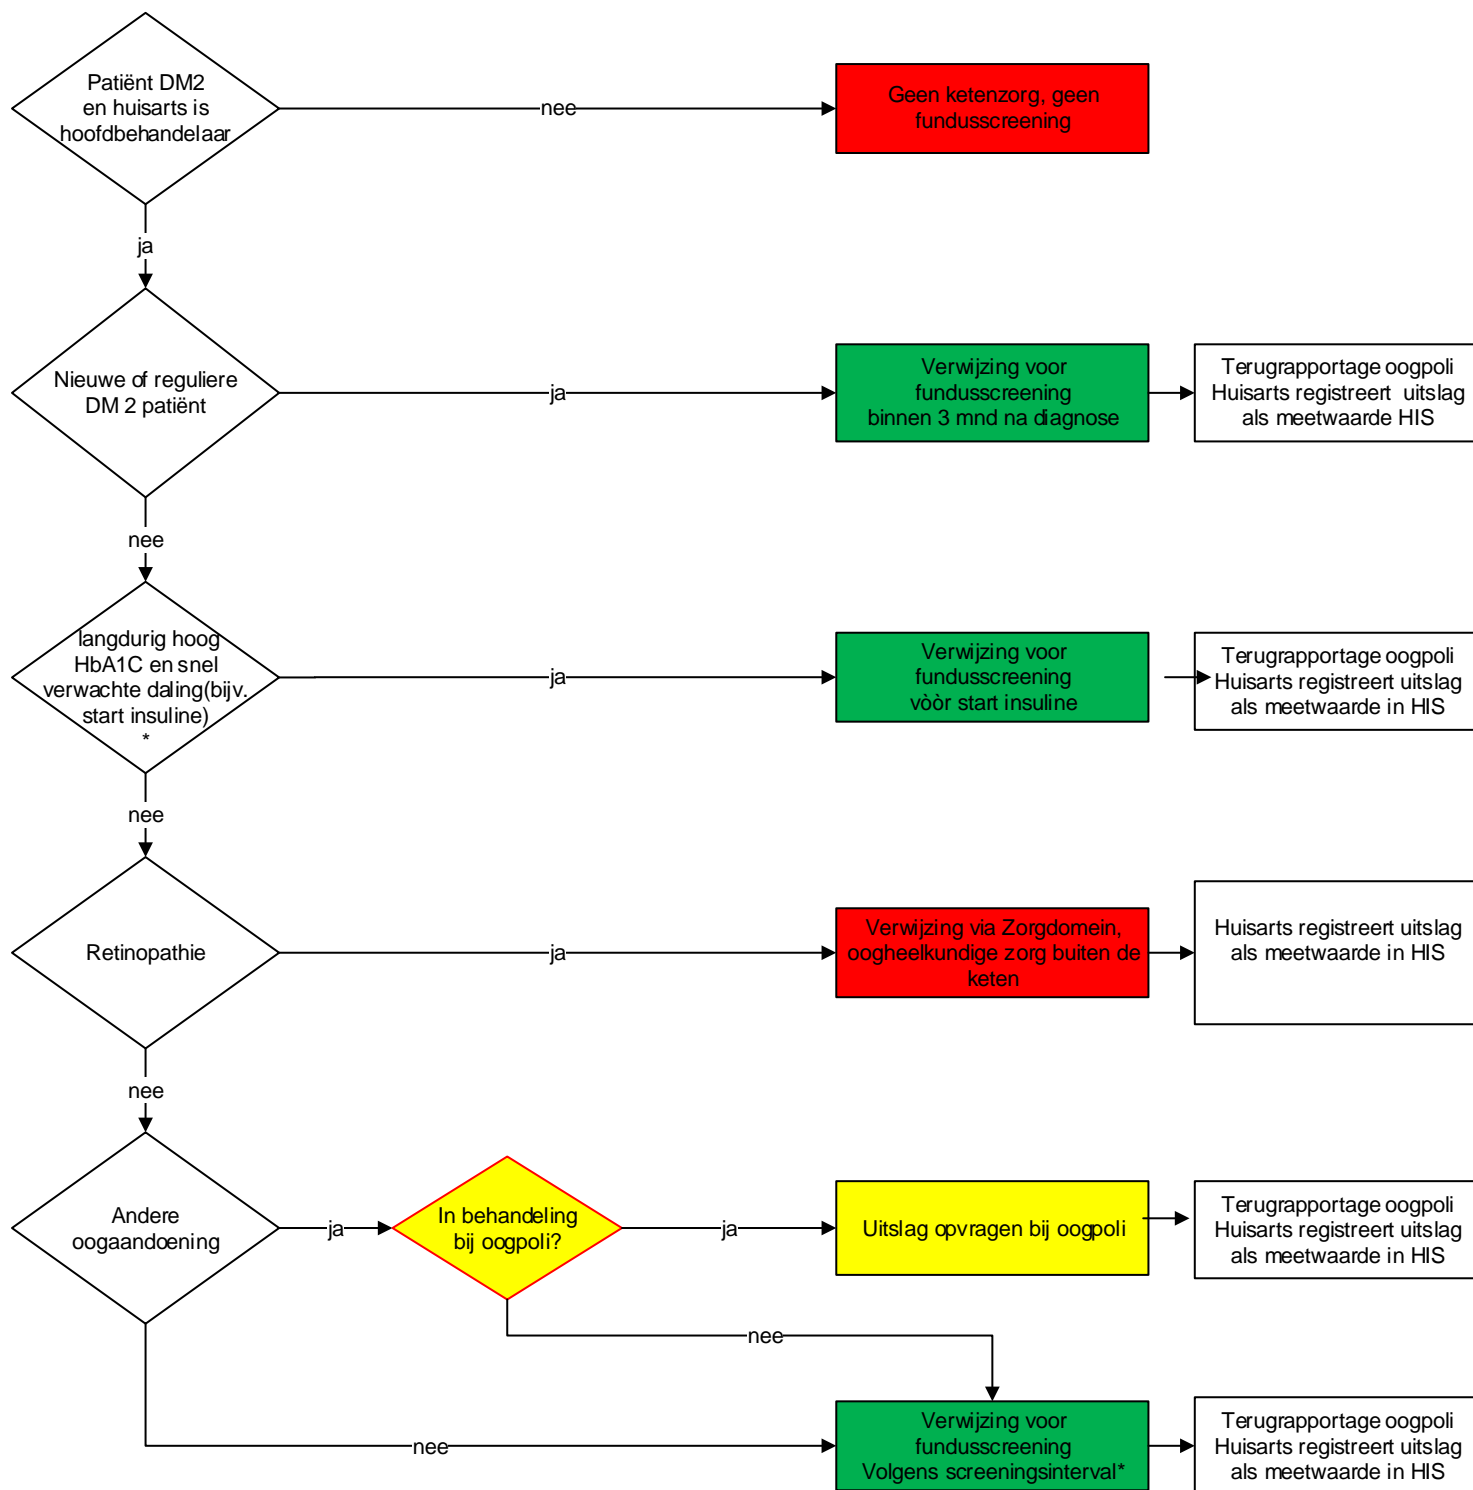 Patiënt DM2
en huisarts is
hoofdbehandelaar
nee
Geen ketenzorg, geen
fundusscreening
ja
Nieuwe of reguliere
DM 2 patiënt
ja
Verwijzing voor
fundusscreening
binnen 3 mnd na diagnose
Terugrapportage oogpoli
Huisarts registreert uitslag
als meetwaarde HIS
nee
langdurig hoog
HbA1C en snel
verwachte daling(bijv.
start insuline)
*
ja
Verwijzing voor
fundusscreening
vòòr start insuline
Terugrapportage oogpoli
Huisarts registreert uitslag
als meetwaarde in HIS
nee
Retinopathie
ja
Verwijzing via Zorgdomein,
oogheelkundige zorg buiten de
keten
Huisarts registreert uitslag
als meetwaarde in HIS
nee
Andere
oogaandoening
ja
In behandeling
bij oogpoli?
ja
Uitslag opvragen bij oogpoli
Terugrapportage oogpoli
Huisarts registreert uitslag
als meetwaarde in HIS
nee
nee
Verwijzing voor
fundusscreening
Volgens screeningsinterval*
Terugrapportage oogpoli
Huisarts registreert uitslag
als meetwaarde in HIS